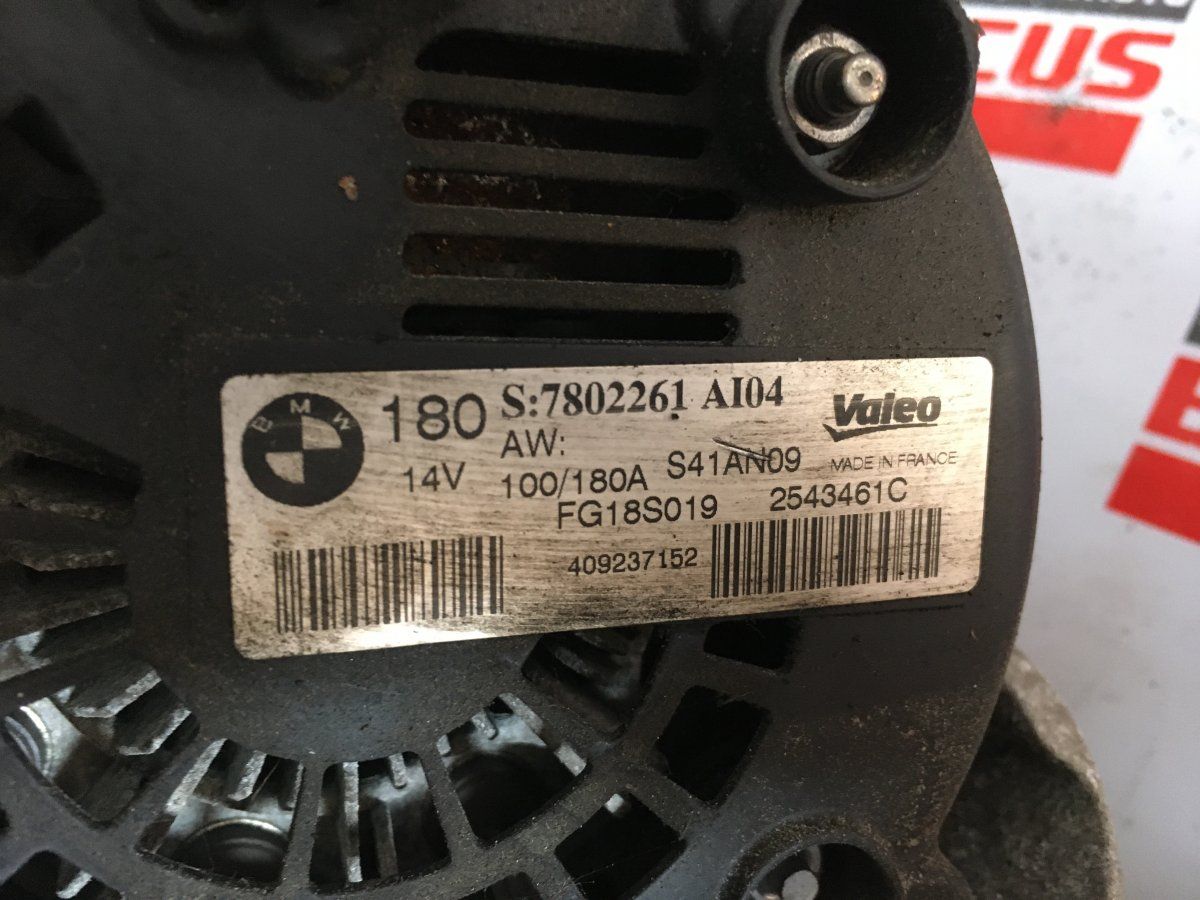 CUS
BMW
180 S:7802261 AI04 Valeo
AW:
14V 100/180A S41AN09 MADE IN FRANCE
FG18S019 2543461C
409237152